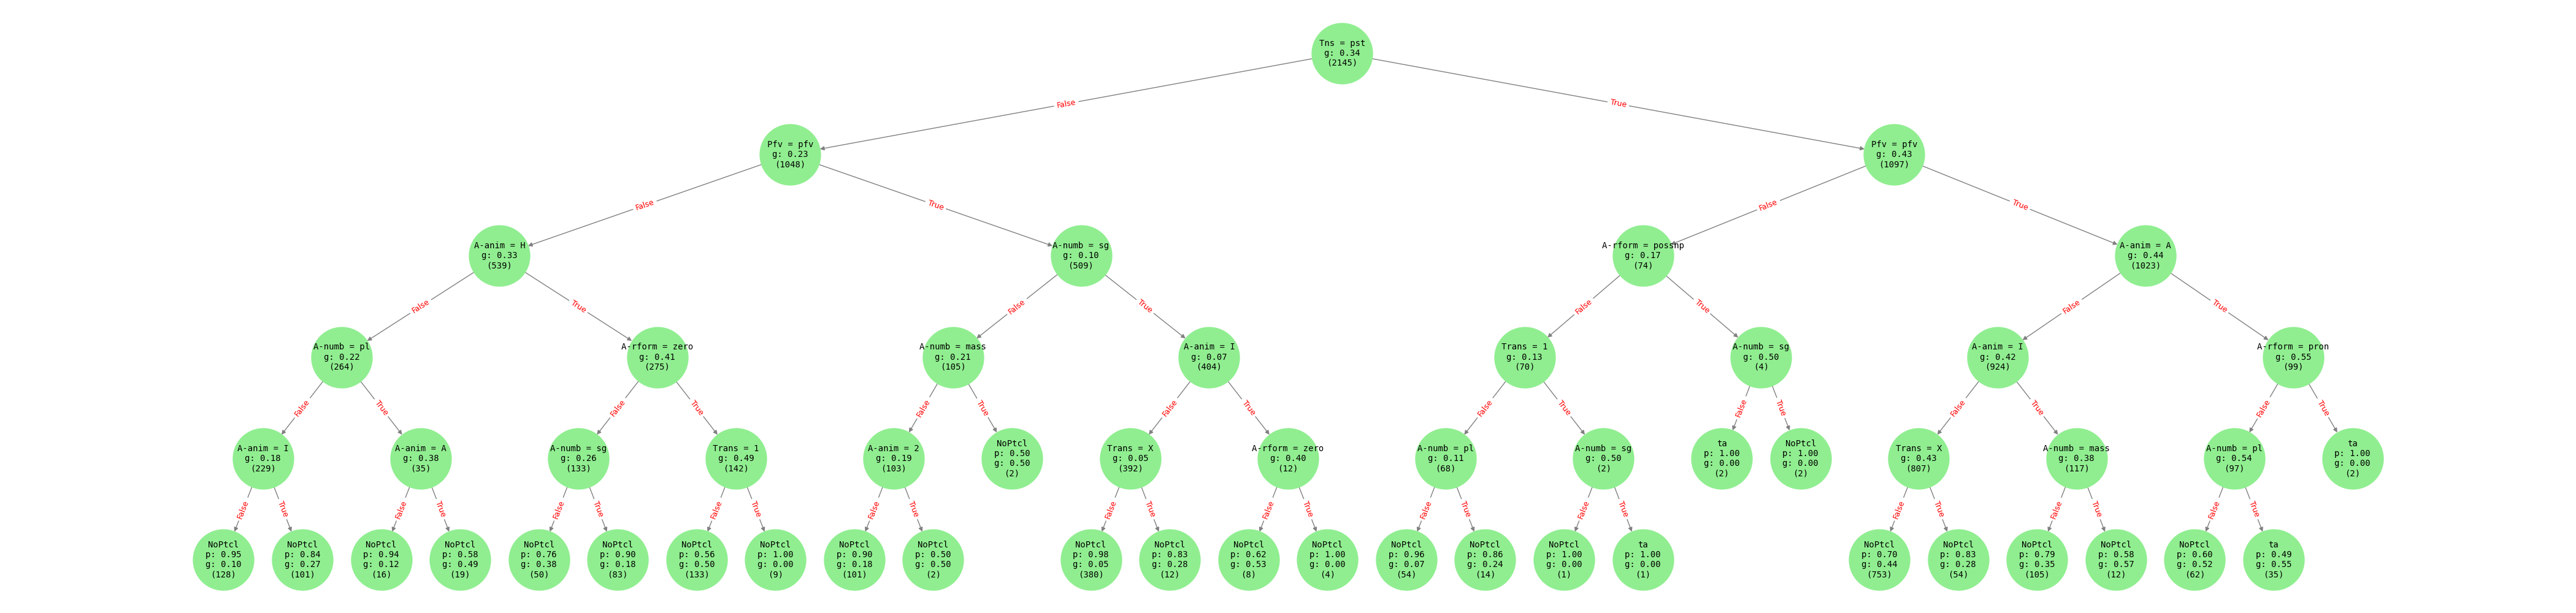 Tns = pst
g: 0.34
(2145)
False
True
Pfv = pfv
g: 0.23
(1048)
Pfv = pfv
g: 0.43
(1097)
False
True
False
True
A-anim = H
g: 0.33
(539)
A-numb = sg
g: 0.10
(509)
A-rform = possnp
g: 0.17
(74)
A-anim = A
g: 0.44
(1023)
False
True
False
True
False
True
False
True
A-numb = pl
g: 0.22
(264)
A-rform = zero
g: 0.41
(275)
A-numb = mass
g: 0.21
(105)
A-anim = I
g: 0.07
(404)
Trans = 1
g: 0.13
(70)
A-numb = sg
g: 0.50
(4)
A-anim = I
g: 0.42
(924)
A-rform = pron
g: 0.55
(99)
False
True
False
True
False
True
False
True
False
True
False
True
False
True
False
True
A-anim = I
g: 0.18
(229)
A-anim = A
g: 0.38
(35)
A-numb = sg
g: 0.26
(133)
Trans = 1
g: 0.49
(142)
A-anim = 2
g: 0.19
(103)
NoPtcl
p: 0.50
g: 0.50
(2)
Trans = X
g: 0.05
(392)
A-rform = zero
g: 0.40
(12)
A-numb = pl
g: 0.11
(68)
A-numb = sg
g: 0.50
(2)
ta
p: 1.00
g: 0.00
(2)
NoPtcl
p: 1.00
g: 0.00
(2)
Trans = X
g: 0.43
(807)
A-numb = mass
g: 0.38
(117)
A-numb = pl
g: 0.54
(97)
ta
p: 1.00
g: 0.00
(2)
False
True
False
True
False
True
False
True
False
True
False
True
False
True
False
True
False
True
False
True
False
True
False
True
NoPtcl
p: 0.95
g: 0.10
(128)
NoPtcl
p: 0.84
g: 0.27
(101)
NoPtcl
p: 0.94
g: 0.12
(16)
NoPtcl
p: 0.58
g: 0.49
(19)
NoPtcl
p: 0.76
g: 0.38
(50)
NoPtcl
p: 0.90
g: 0.18
(83)
NoPtcl
p: 0.56
g: 0.50
(133)
NoPtcl
p: 1.00
g: 0.00
(9)
NoPtcl
p: 0.90
g: 0.18
(101)
NoPtcl
p: 0.50
g: 0.50
(2)
NoPtcl
p: 0.98
g: 0.05
(380)
NoPtcl
p: 0.83
g: 0.28
(12)
NoPtcl
p: 0.62
g: 0.53
(8)
NoPtcl
p: 1.00
g: 0.00
(4)
NoPtcl
p: 0.96
g: 0.07
(54)
NoPtcl
p: 0.86
g: 0.24
(14)
NoPtcl
p: 1.00
g: 0.00
(1)
ta
p: 1.00
g: 0.00
(1)
NoPtcl
p: 0.70
g: 0.44
(753)
NoPtcl
p: 0.83
g: 0.28
(54)
NoPtcl
p: 0.79
g: 0.35
(105)
NoPtcl
p: 0.58
g: 0.57
(12)
NoPtcl
p: 0.60
g: 0.52
(62)
ta
p: 0.49
g: 0.55
(35)